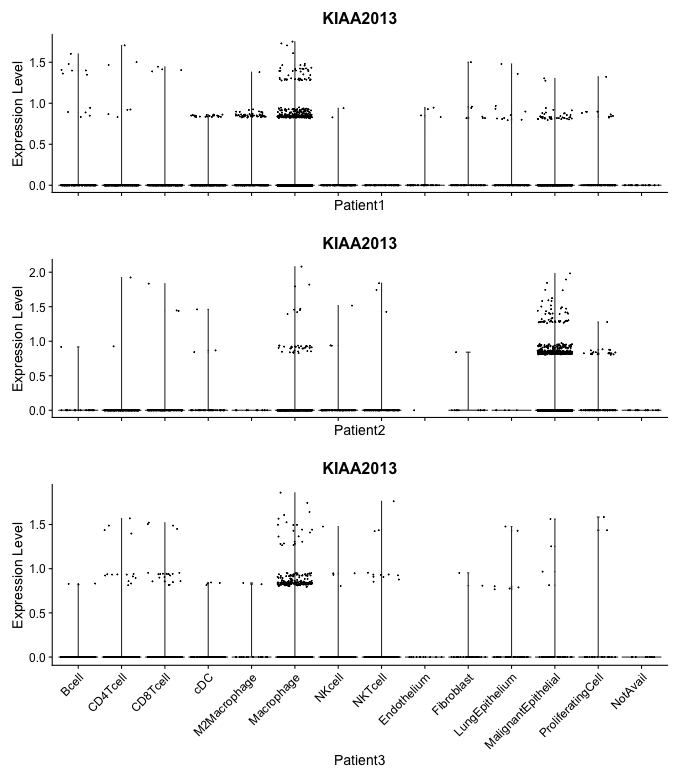 KIAA2013
Expression Level
1.5
1.0
0.5
0.0
Patient1
KIAA2013
Expression Level
2.0
1.5
1.0
0.5
0.0
Patient2
KIAA2013
Expression Level
1.5
1.0
0.5
0.0
Bcell
CD4Tcell
CD8Tcell
cDC
M2Macrophage
Macrophage
NKcell
NKTcell
Endothelium
Fibroblast
LungEpithelium
MalignantEpithelial
ProliferatingCell
NotAvail
Patient3